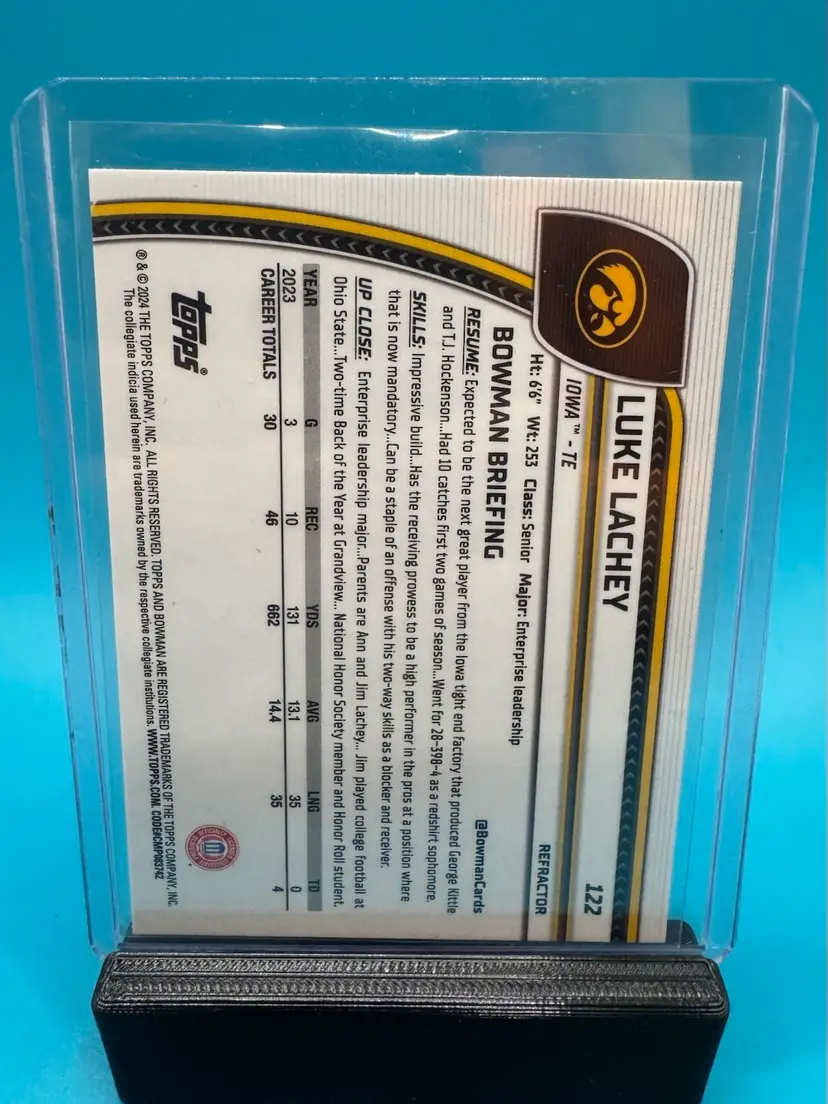 122
LUKE LACHEY
IOWA™ - TE
REFRACTOR
Ht: 6'6" Wt: 253 Class: Senior Major: Enterprise leadership
BOWMAN BRIEFING
@BowmanCards
RESUME: Expected to be the next great player from the Iowa tight end factory that produced George Kittle
and T.J. Hockenson...Had 10 catches first two games of season...Went for 28-398-4 as a redshirt sophomore.
SKILLS: Impressive build...Has the receiving prowess to be a high performer in the pros at a position where
that is now mandatory...Can be a staple of an offense with his two-way skills as a blocker and receiver.
UP CLOSE: Enterprise leadership major...Parents are Ann and Jim Lachey... Jim played college football at
Ohio State...Two-time Back of the Year at Grandview... National Honor Society member and Honor Roll student.
YEAR G REC YDS AVG LNG TD
2023 3 10 131 13.1 35 0
CAREER TOTALS 30 46 662 14.4 35 4
topps®
® & © 2024 THE TOPPS COMPANY, INC. ALL RIGHTS RESERVED. TOPPS AND BOWMAN ARE REGISTERED TRADEMARKS OF THE TOPPS COMPANY, INC.
The collegiate indicia used herein are trademarks owned by the respective collegiate institutions. WWW.TOPPS.COM. CODE#CMP083742